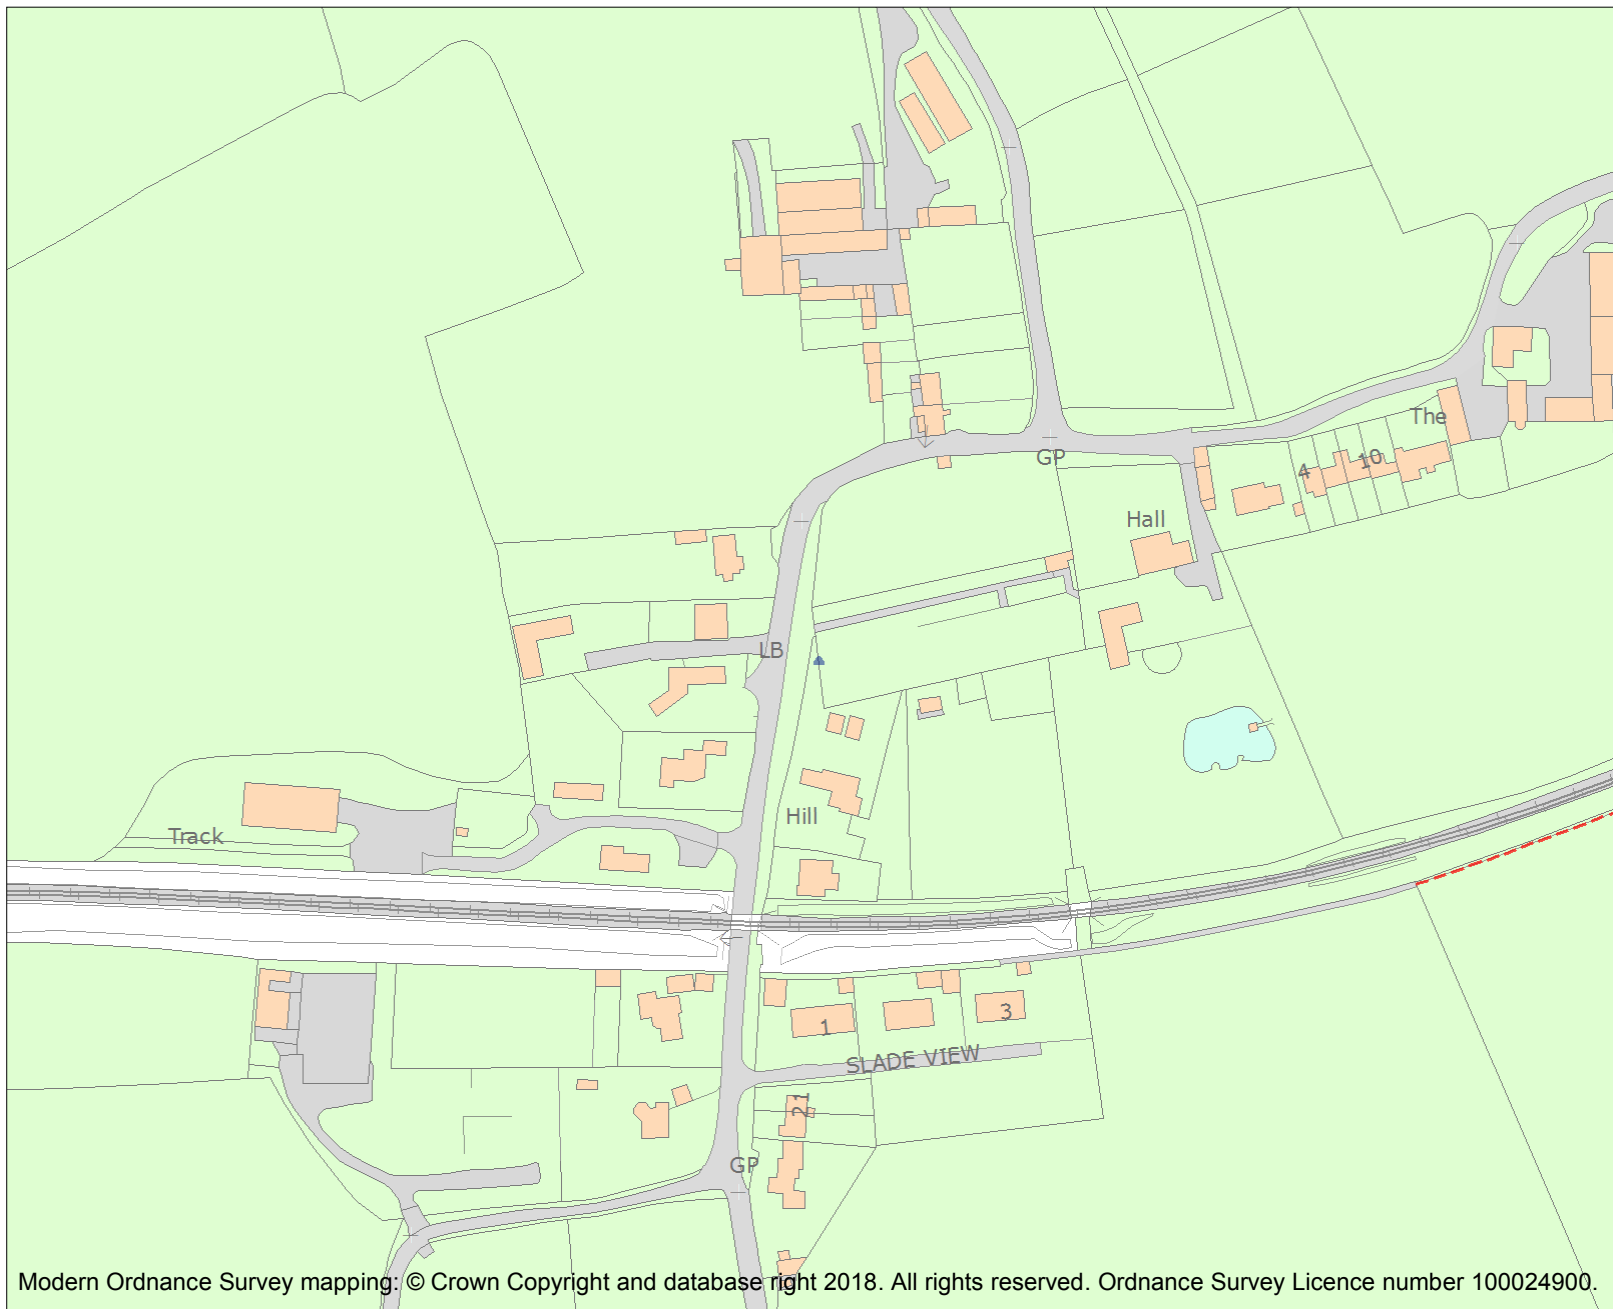 The
GP
4
10
Hall
LB
Hill
Track
1
3
SLADE VIEW
21
GP
Modern Ordnance Survey mapping: © Crown Copyright and database right 2018. All rights reserved. Ordnance Survey Licence number 100024900.